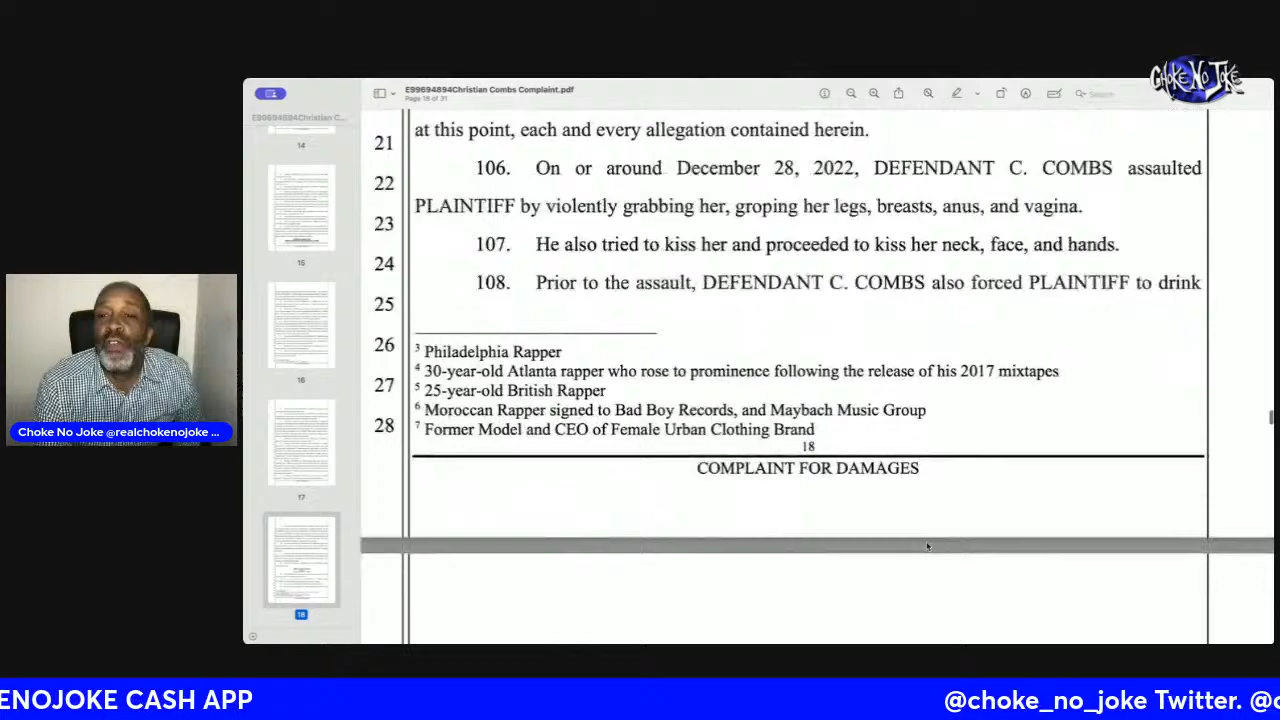 CHOKE NO JOKE
E99694894Christian Combs Complaint.pdf
Page 18 of 31
Search
E99694894Christian C...
14
15
16
17
18
21 at this point, each and every allegation contained herein.
22 106. On or around December 28, 2022, DEFENDANT C. COMBS assaulted
23 PLAINTIFF by violently grabbing her, groping her legs, breasts, anus, and vagina.
24 107. He also tried to kiss her and proceeded to kiss her neck, face, and hands.
25 108. Prior to the assault, DEFENDANT C. COMBS also forced PLAINTIFF to drink
26 3 Philadelphia Rapper
4 30-year-old Atlanta rapper who rose to prominence following the release of his 2017 mixtapes
27 5 25-year-old British Rapper
6 Moroccan Rapper signed to Bad Boy Records and Maybach Music Group
28 7 Former Model and CEO of Female Urban Clothing Brand
18
COMPLAINT FOR DAMAGES
Choke No Joke @realchokenojoke ...
ENOJOKE CASH APP
@choke_no_joke Twitter. @c